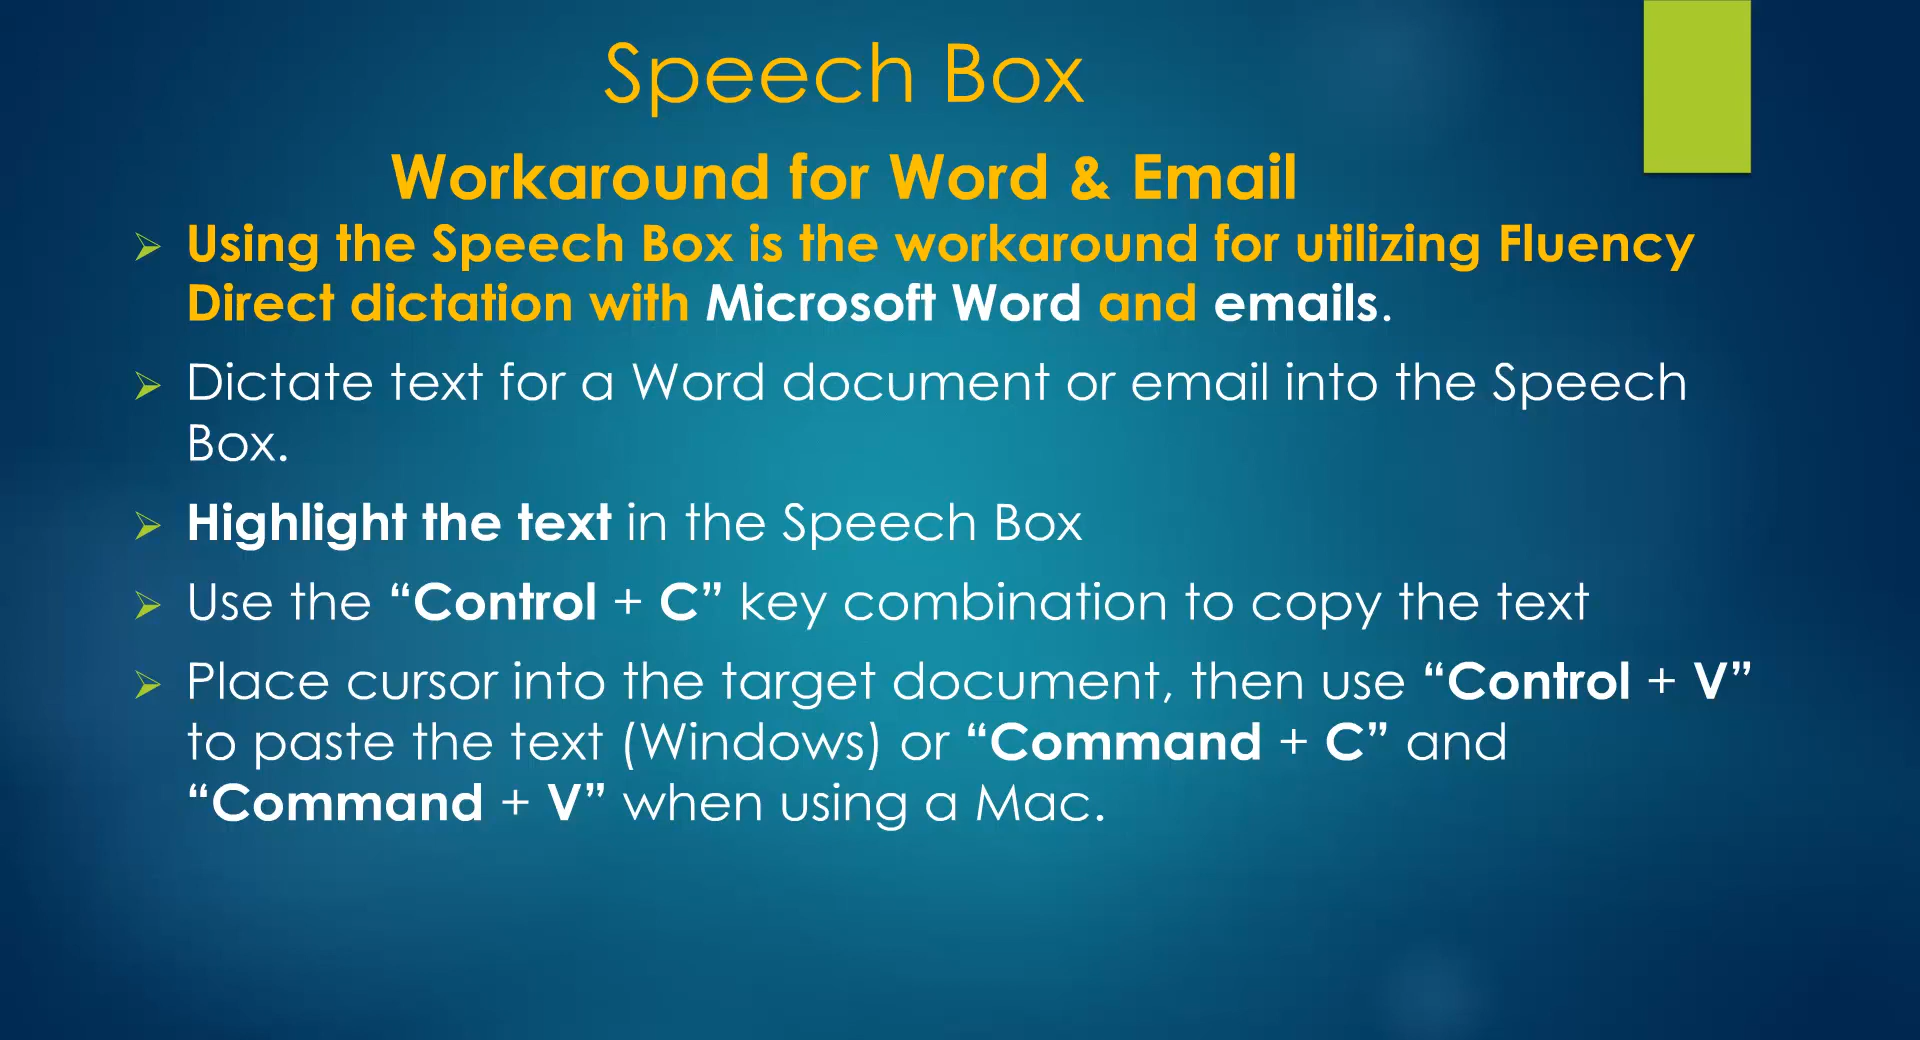 Speech Box
Workaround for Word & Email
Using the Speech Box is the workaround for utilizing Fluency
Direct dictation with Microsoft Word and emails.
Dictate text for a Word document or email into the Speech
Box.
Highlight the text in the Speech Box
Use the “Control + C” key combination to copy the text
Place cursor into the target document, then use “Control + V”
to paste the text (Windows) or “Command + C” and
“Command + V” when using a Mac.